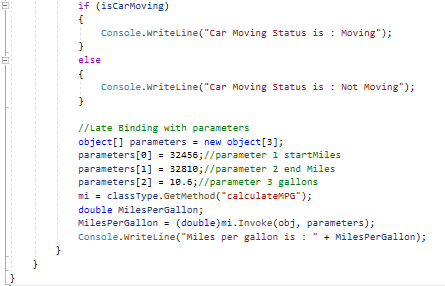 if (isCarMoving)
{
Console.WriteLine("Car Moving Status is : Moving");
}
else
{
Console.WriteLine("Car Moving Status is : Not Moving");
}
//Late Binding with parameters
object[] parameters = new object[3];
parameters[0] = 32456;//parameter 1 startMiles
parameters[1] = 32810;//parameter 2 end Miles
parameters[2] = 10.6;//parameter 3 gallons
mi = classType.GetMethod("calculateMPG");
double MilesPerGallon;
MilesPerGallon = (double)mi.Invoke(obj, parameters);
Console.WriteLine("Miles per gallon is : " + MilesPerGallon);
}
}
}